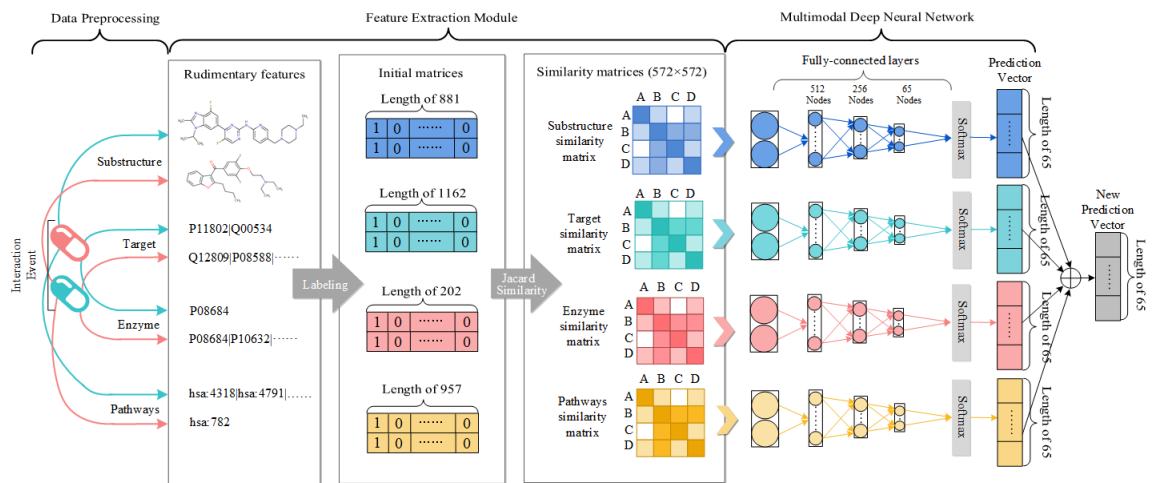 Data Preprocessing
Feature Extraction Module
Multimodal Deep Neural Network
Rudimentary features
Substructure
P11802|Q00534
Target
Q12809|P08588|······
P08684
Enzyme
P08684|P10632|······
hsa:4318|hsa:4791|······
Pathways
hsa:782
Interaction
Event
Labeling
Initial matrices
Length of 881
1 0 ······ 0
1 0 ······ 0
Length of 1162
1 0 ······ 0
1 0 ······ 0
Length of 202
1 0 ······ 0
1 0 ······ 0
Length of 957
1 0 ······ 0
1 0 ······ 0
Jacard
Similarity
Similarity matrices (572×572)
Substructure
similarity
matrix
A B C D
A
B
C
D
Target
similarity
matrix
A B C D
A
B
C
D
Enzyme
similarity
matrix
A B C D
A
B
C
D
Pathways
similarity
matrix
A B C D
A
B
C
D
Fully-connected layers
512
Nodes
256
Nodes
65
Nodes
Softmax
Softmax
Softmax
Softmax
Prediction
Vector
Length of 65
Length of 65
Length of 65
Length of 65
New
Prediction
Vector
Length of 65